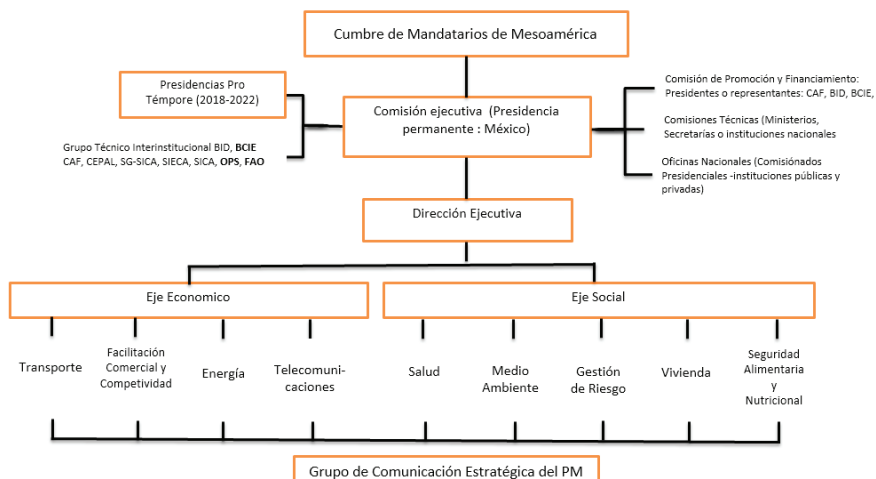 Cumbre de Mandatarios de Mesoamérica
Presidencias Pro
Témpore (2018-2022)
Comisión ejecutiva (Presidencia
permanente : México)
Grupo Técnico Interinstitucional BID, BCIE
CAF, CEPAL, SG-SICA, SIECA, SICA, OPS, FAO
Comisión de Promoción y Financiamiento:
Presidentes o representantes: CAF, BID, BCIE,
Comisiones Técnicas (Ministerios,
Secretarías o instituciones nacionales
Oficinas Nacionales (Comisiónados
Presidenciales -instituciones públicas y
privadas)
Dirección Ejecutiva
Eje Economico
Eje Social
Transporte
Facilitación
Comercial y
Competividad
Energía
Telecomuni-
caciones
Salud
Medio
Ambiente
Gestión
de Riesgo
Vivienda
Seguridad
Alimentaria
y
Nutricional
Grupo de Comunicación Estratégica del PM